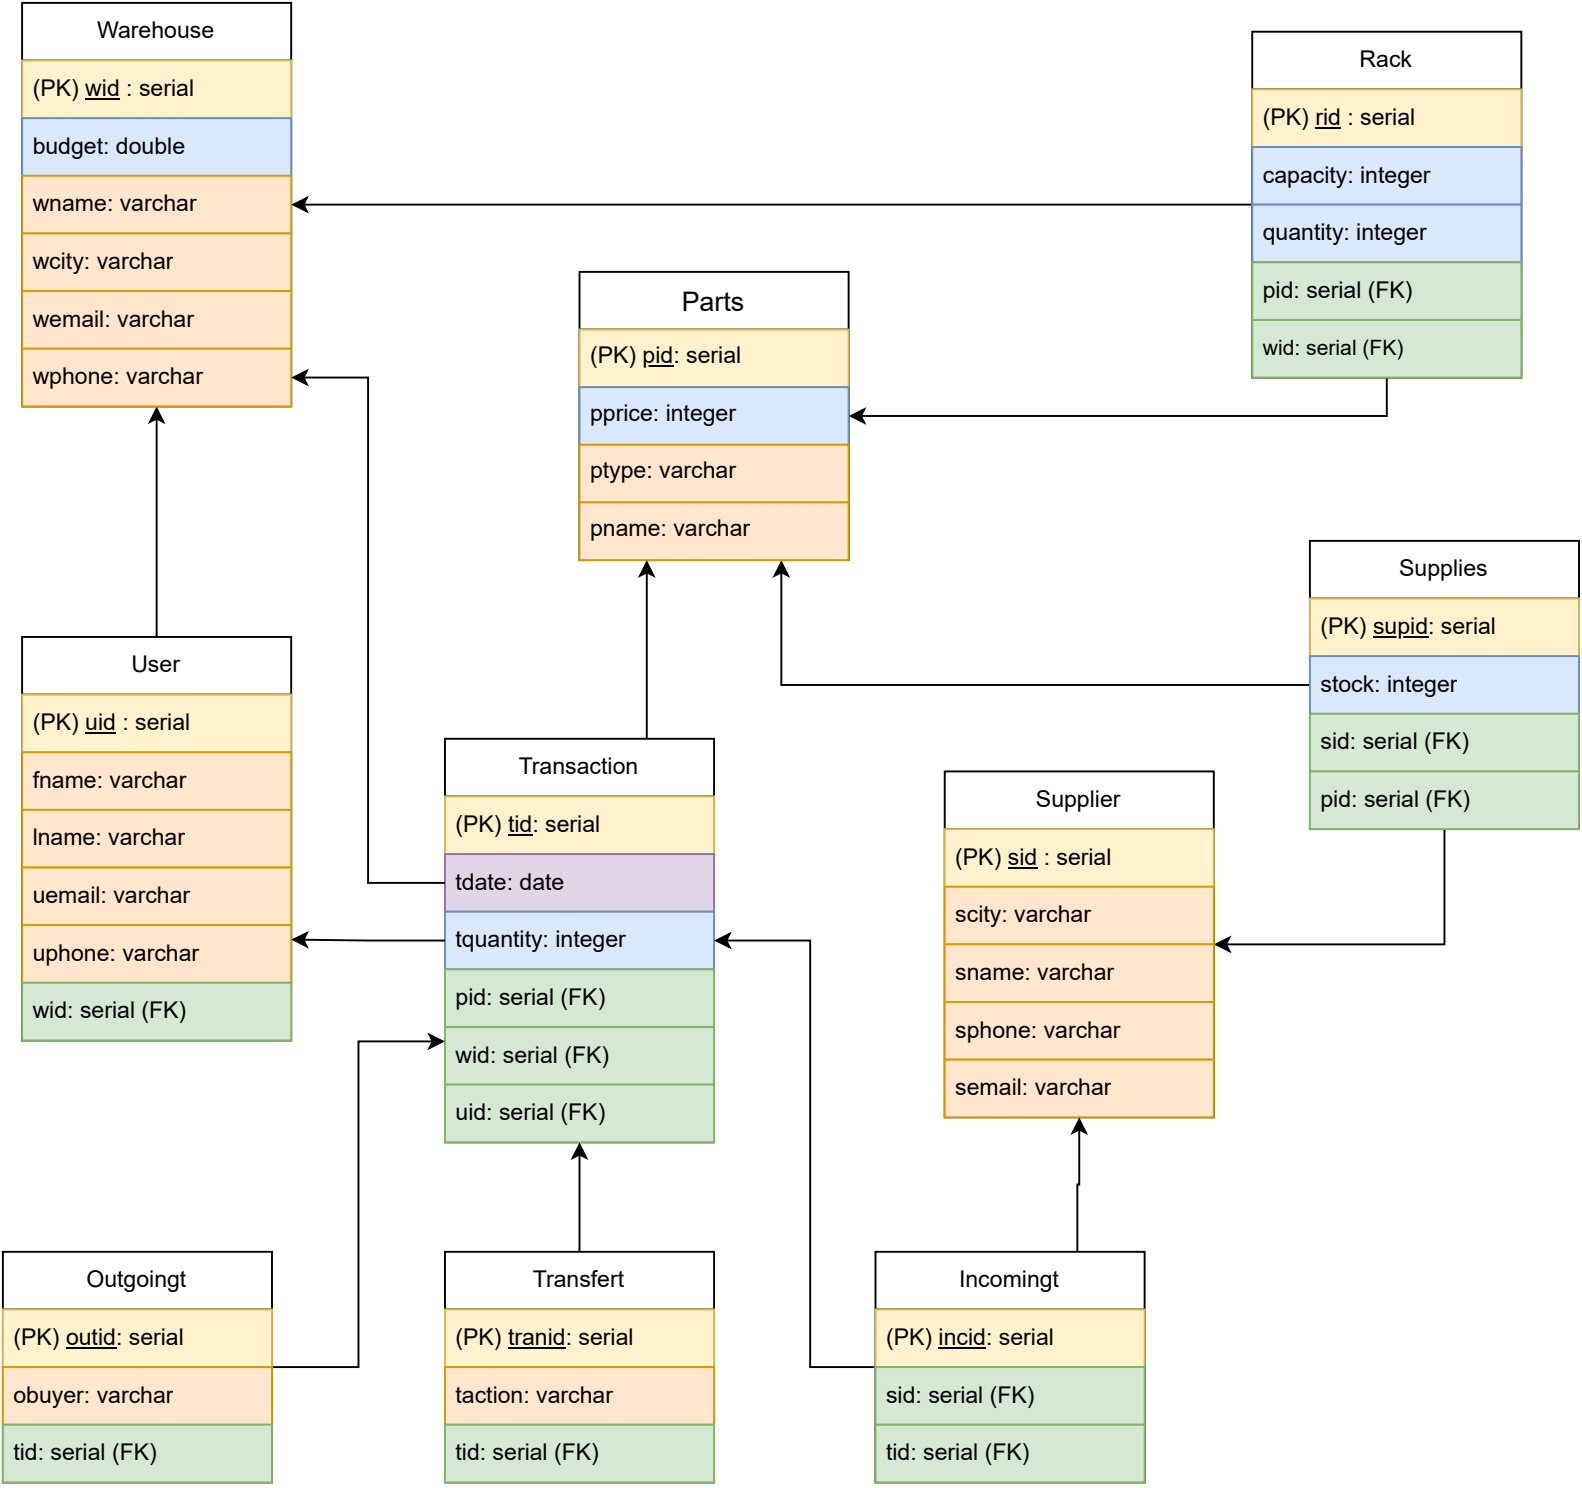 Warehouse
(PK) wid : serial
budget: double
wname: varchar
wcity: varchar
wemail: varchar
wphone: varchar
Rack
(PK) rid : serial
capacity: integer
quantity: integer
pid: serial (FK)
wid: serial (FK)
Parts
(PK) pid: serial
pprice: integer
ptype: varchar
pname: varchar
Supplies
(PK) supid: serial
stock: integer
sid: serial (FK)
pid: serial (FK)
User
(PK) uid : serial
fname: varchar
lname: varchar
uemail: varchar
uphone: varchar
wid: serial (FK)
Transaction
(PK) tid: serial
tdate: date
tquantity: integer
pid: serial (FK)
wid: serial (FK)
uid: serial (FK)
Supplier
(PK) sid : serial
scity: varchar
sname: varchar
sphone: varchar
semail: varchar
Outgoingt
(PK) outid: serial
obuyer: varchar
tid: serial (FK)
Transfert
(PK) tranid: serial
taction: varchar
tid: serial (FK)
Incomingt
(PK) incid: serial
sid: serial (FK)
tid: serial (FK)